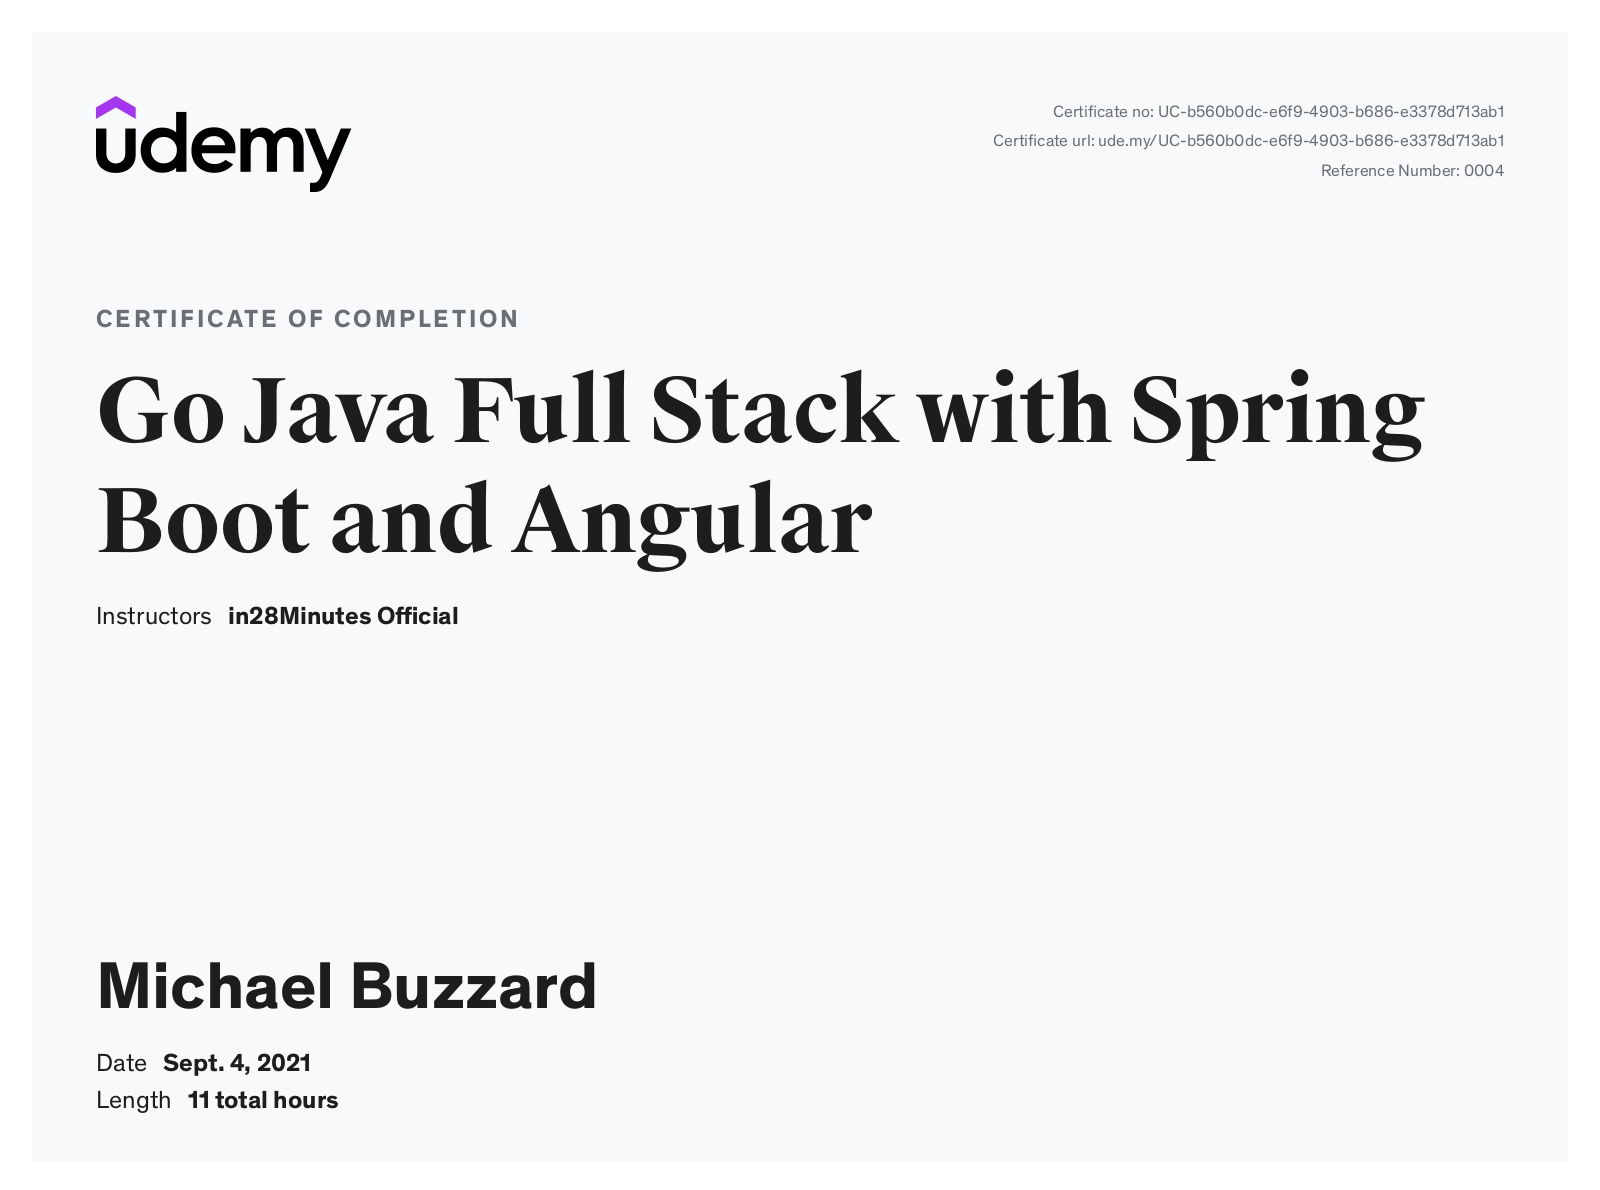 udemy
Certificate no: UC-b560b0dc-e6f9-4903-b686-e3378d713ab1
Certificate url: ude.my/UC-b560b0dc-e6f9-4903-b686-e3378d713ab1
Reference Number: 0004
CERTIFICATE OF COMPLETION
Go Java Full Stack with Spring
Boot and Angular
Instructors in28Minutes Official
Michael Buzzard
Date Sept. 4, 2021
Length 11 total hours